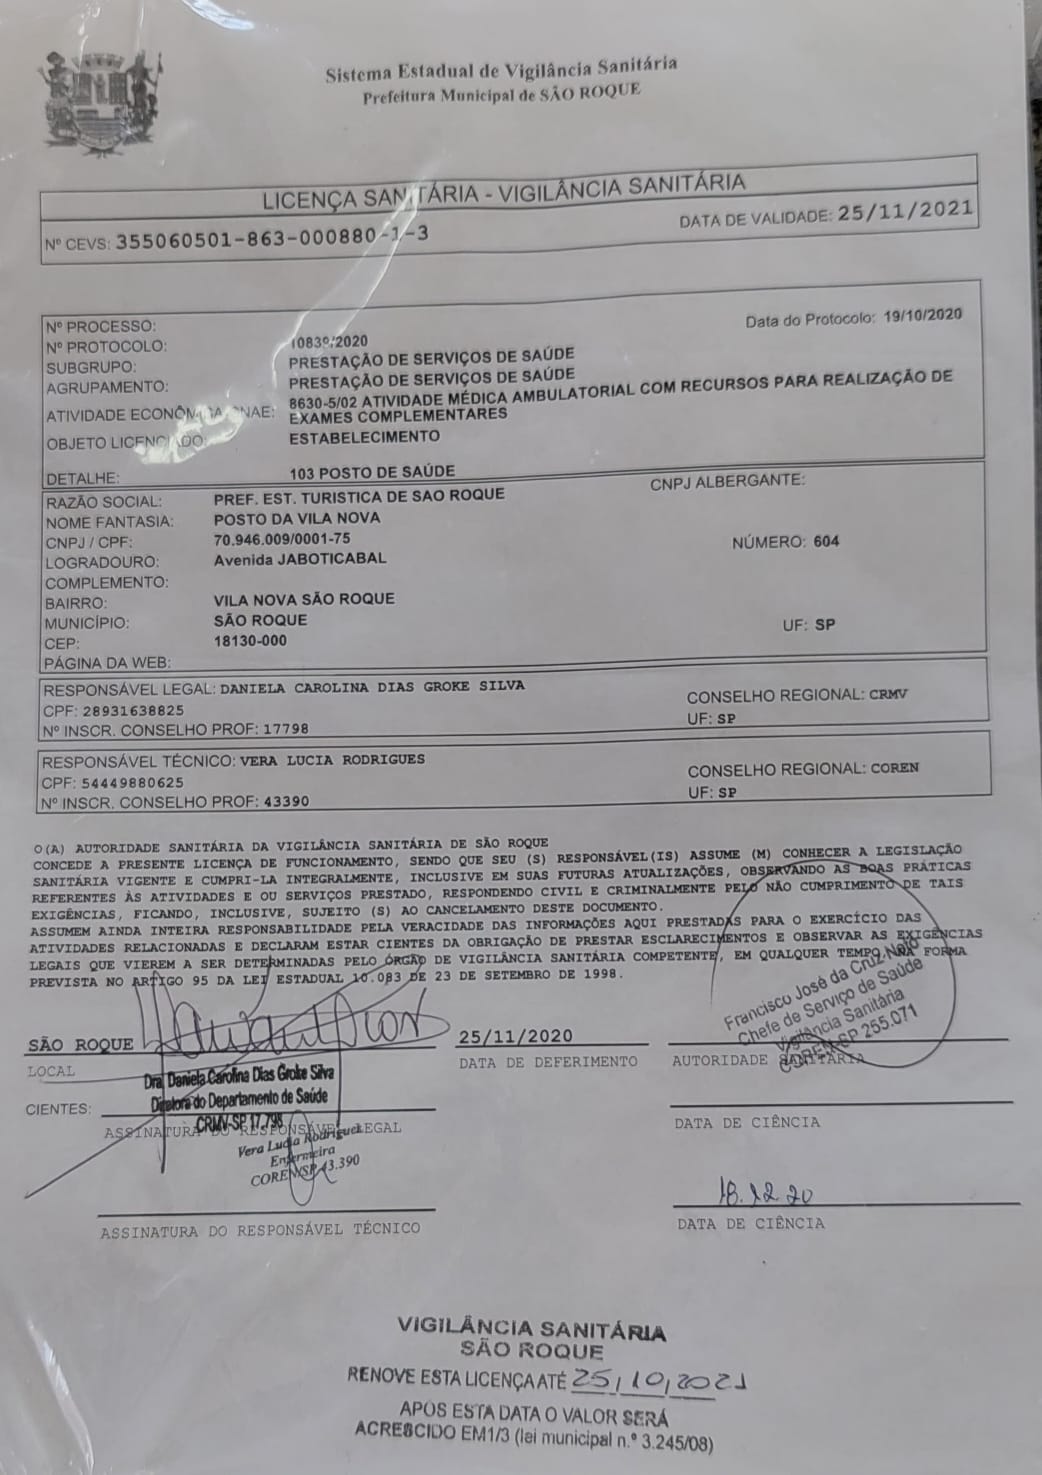 Sistema Estadual de Vigilância Sanitária
Prefeitura Municipal de SÃO ROQUE
LICENÇA SANITÁRIA - VIGILÂNCIA SANITÁRIA
Nº CEVS: 355060501-863-000880-1-3 DATA DE VALIDADE: 25/11/2021
Nº PROCESSO: Data do Protocolo: 19/10/2020
Nº PROTOCOLO: /2020
SUBGRUPO: PRESTAÇÃO DE SERVIÇOS DE SAÚDE
AGRUPAMENTO: PRESTAÇÃO DE SERVIÇOS DE SAÚDE
ATIVIDADE ECONÔMICA CNAE: 8630-5/02 ATIVIDADE MÉDICA AMBULATORIAL COM RECURSOS PARA REALIZAÇÃO DE
EXAMES COMPLEMENTARES
OBJETO LICENCIADO: ESTABELECIMENTO
DETALHE: 103 POSTO DE SAÚDE
RAZÃO SOCIAL: PREF. EST. TURISTICA DE SAO ROQUE CNPJ ALBERGANTE:
NOME FANTASIA: POSTO DA VILA NOVA
CNPJ / CPF: 70.946.009/0001-75
LOGRADOURO: Avenida JABOTICABAL NÚMERO: 604
COMPLEMENTO:
BAIRRO: VILA NOVA SÃO ROQUE
MUNICÍPIO: SÃO ROQUE UF: SP
CEP: 18130-000
PÁGINA DA WEB:
RESPONSÁVEL LEGAL: DANIELA CAROLINA DIAS GROKE SILVA CONSELHO REGIONAL: CRMV
CPF: 28931638825 UF: SP
Nº INSCR. CONSELHO PROF: 17798
RESPONSÁVEL TÉCNICO: VERA LUCIA RODRIGUES CONSELHO REGIONAL: COREN
CPF: 54449880625 UF: SP
Nº INSCR. CONSELHO PROF: 43390
O(A) AUTORIDADE SANITÁRIA DA VIGILÂNCIA SANITÁRIA DE SÃO ROQUE
CONCEDE A PRESENTE LICENÇA DE FUNCIONAMENTO, SENDO QUE SEU (S) RESPONSÁVEL(IS) ASSUME (M) CONHECER A LEGISLAÇÃO
SANITÁRIA VIGENTE E CUMPRI-LA INTEGRALMENTE, INCLUSIVE EM SUAS FUTURAS ATUALIZAÇÕES, OBSERVANDO AS BOAS PRÁTICAS
REFERENTES ÀS ATIVIDADES E OU SERVIÇOS PRESTADO, RESPONDENDO CIVIL E CRIMINALMENTE PELO NÃO CUMPRIMENTO DE TAIS
EXIGÊNCIAS, FICANDO, INCLUSIVE, SUJEITO (S) AO CANCELAMENTO DESTE DOCUMENTO.
ASSUMEM AINDA INTEIRA RESPONSABILIDADE PELA VERACIDADE DAS INFORMAÇÕES AQUI PRESTADAS PARA O EXERCÍCIO DAS
ATIVIDADES RELACIONADAS E DECLARAM ESTAR CIENTES DA OBRIGAÇÃO DE PRESTAR ESCLARECIMENTOS E OBSERVAR AS EXIGÊNCIAS
LEGAIS QUE VIEREM A SER DETERMINADAS PELO ÓRGÃO DE VIGILÂNCIA SANITÁRIA COMPETENTE, EM QUALQUER TEMPO, NA FORMA
PREVISTA NO ARTIGO 95 DA LEI ESTADUAL 10.083 DE 23 DE SETEMBRO DE 1998.
Francisco José da Cruz Neto
Chefe de Serviço de Saúde
Vigilância Sanitária
COREN-SP 255.071
SÃO ROQUE 25/11/2020
LOCAL DATA DE DEFERIMENTO AUTORIDADE SANITÁRIA
Dra. Daniela Carolina Dias Groke Silva
Diretora do Departamento de Saúde
CRMV-SP 17.798
CIENTES:
ASSINATURA DO RESPONSÁVEL LEGAL DATA DE CIÊNCIA
Vera Lucia Rodrigues
Enfermeira
COREN/SP 43.390
18.12.20
ASSINATURA DO RESPONSÁVEL TÉCNICO DATA DE CIÊNCIA
VIGILÂNCIA SANITÁRIA
SÃO ROQUE
RENOVE ESTA LICENÇA ATÉ 25/10/2021
APOS ESTA DATA O VALOR SERÁ
ACRESCIDO EM1/3 (lei municipal n.º 3.245/08)